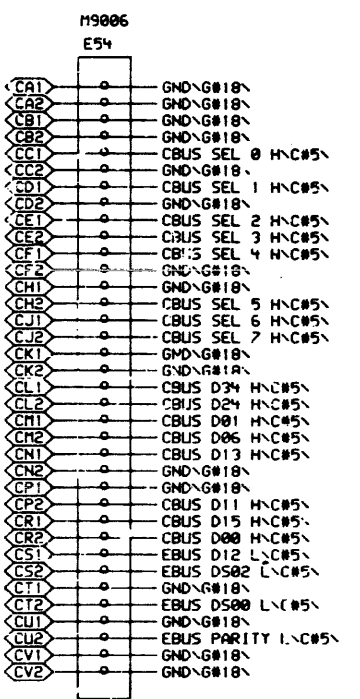 M9006
E54
CA1 GND\G#18\
CA2 GND\G#18\
CB1 GND\G#18\
CB2 GND\G#18\
CC1 CBUS SEL 0 H\C#5\
CC2 GND\G#18\
CD1 CBUS SEL 1 H\C#5\
CD2 GND\G#18\
CE1 CBUS SEL 2 H\C#5\
CE2 CBUS SEL 3 H\C#5\
CF1 CBUS SEL 4 H\C#5\
CF2 GND\G#18\
CH1 GND\G#18\
CH2 CBUS SEL 5 H\C#5\
CJ1 CBUS SEL 6 H\C#5\
CJ2 CBUS SEL 7 H\C#5\
CK1 GND\G#18\
CK2 GND\G#18\
CL1 CBUS D34 H\C#5\
CL2 CBUS D24 H\C#5\
CM1 CBUS D01 H\C#5\
CM2 CBUS D06 H\C#5\
CN1 CBUS D13 H\C#5\
CN2 GND\G#18\
CP1 GND\G#18\
CP2 CBUS D11 H\C#5\
CR1 CBUS D15 H\C#5\
CR2 CBUS D00 H\C#5\
CS1 EBUS D12 L\C#5\
CS2 EBUS DS02 L\C#5\
CT1 GND\G#18\
CT2 EBUS DS00 L\C#5\
CU1 GND\G#18\
CU2 EBUS PARITY L\C#5\
CV1 GND\G#18\
CV2 GND\G#18\